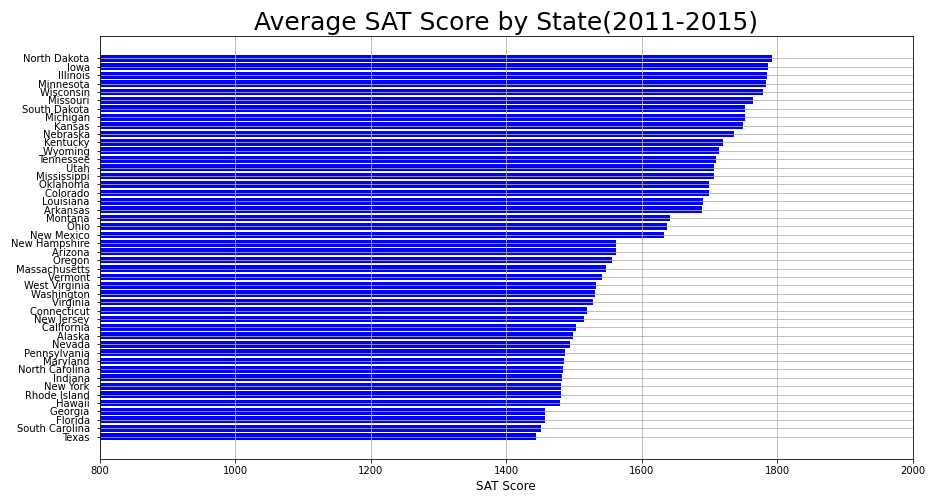 Average SAT Score by State(2011-2015)
North Dakota
Iowa
Illinois
Minnesota
Wisconsin
Missouri
South Dakota
Michigan
Kansas
Nebraska
Kentucky
Wyoming
Tennessee
Utah
Mississippi
Oklahoma
Colorado
Louisiana
Arkansas
Montana
Ohio
New Mexico
New Hampshire
Arizona
Oregon
Massachusetts
Vermont
West Virginia
Washington
Virginia
Connecticut
New Jersey
California
Alaska
Nevada
Pennsylvania
Maryland
North Carolina
Indiana
New York
Rhode Island
Hawaii
Georgia
Florida
South Carolina
Texas
800 1000 1200 1400 1600 1800 2000
SAT Score